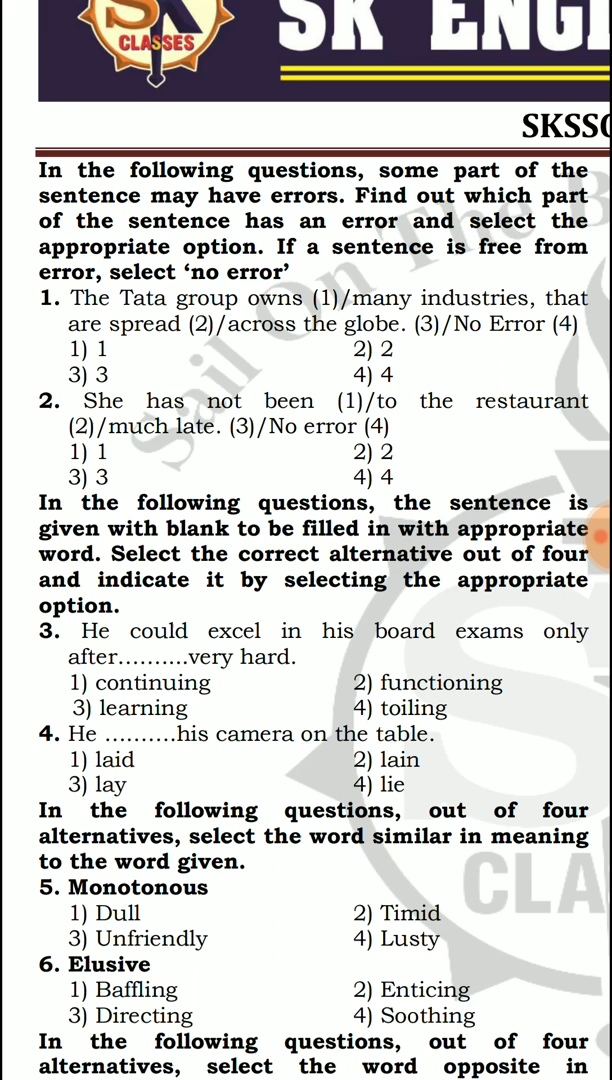 SK
CLASSES
SK ENGL
SKSSC
In the following questions, some part of the
sentence may have errors. Find out which part
of the sentence has an error and select the
appropriate option. If a sentence is free from
error, select ‘no error’
1. The Tata group owns (1)/many industries, that
are spread (2)/across the globe. (3)/No Error (4)
1) 1 2) 2
3) 3 4) 4
2. She has not been (1)/to the restaurant
(2)/much late. (3)/No error (4)
1) 1 2) 2
3) 3 4) 4
In the following questions, the sentence is
given with blank to be filled in with appropriate
word. Select the correct alternative out of four
and indicate it by selecting the appropriate
option.
3. He could excel in his board exams only
after..........very hard.
1) continuing 2) functioning
3) learning 4) toiling
4. He ..........his camera on the table.
1) laid 2) lain
3) lay 4) lie
In the following questions, out of four
alternatives, select the word similar in meaning
to the word given.
5. Monotonous
1) Dull 2) Timid
3) Unfriendly 4) Lusty
6. Elusive
1) Baffling 2) Enticing
3) Directing 4) Soothing
In the following questions, out of four
alternatives, select the word opposite in
Sail On The B
CLA